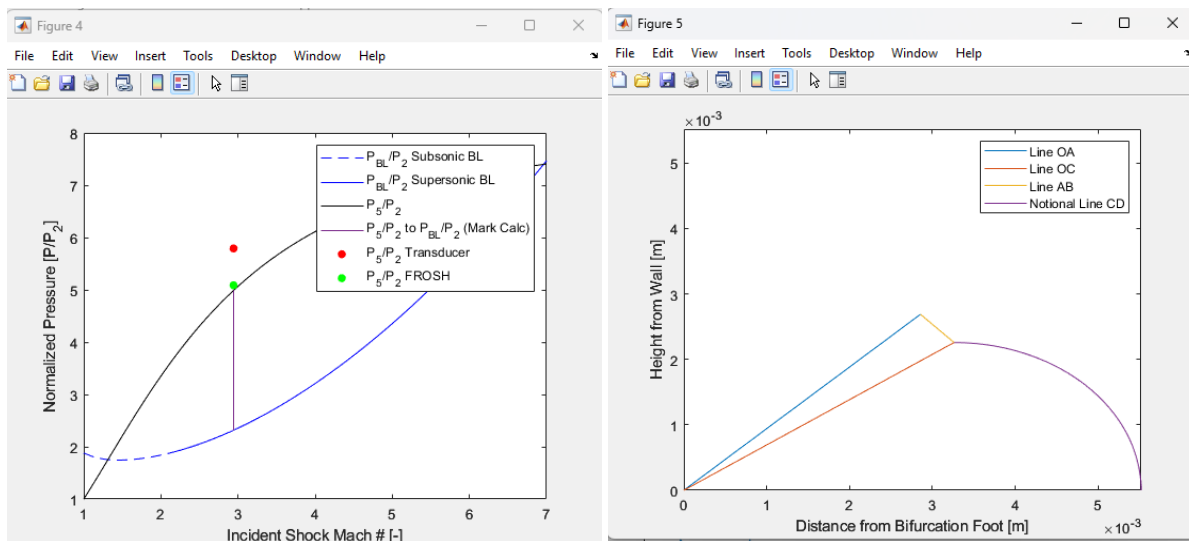 Figure 4
File Edit View Insert Tools Desktop Window Help
8
7
6
5
4
3
2
1
Normalized Pressure [P/P2]
1 2 3 4 5 6 7
Incident Shock Mach # [-]
PBL/P2 Subsonic BL
PBL/P2 Supersonic BL
P5/P2
P5/P2 to PBL/P2 (Mark Calc)
P5/P2 Transducer
P5/P2 FROSH
Figure 5
File Edit View Insert Tools Desktop Window Help
×10-3
5
4
3
2
1
0
Height from Wall [m]
0 1 2 3 4 5
Distance from Bifurcation Foot [m]
×10-3
Line OA
Line OC
Line AB
Notional Line CD